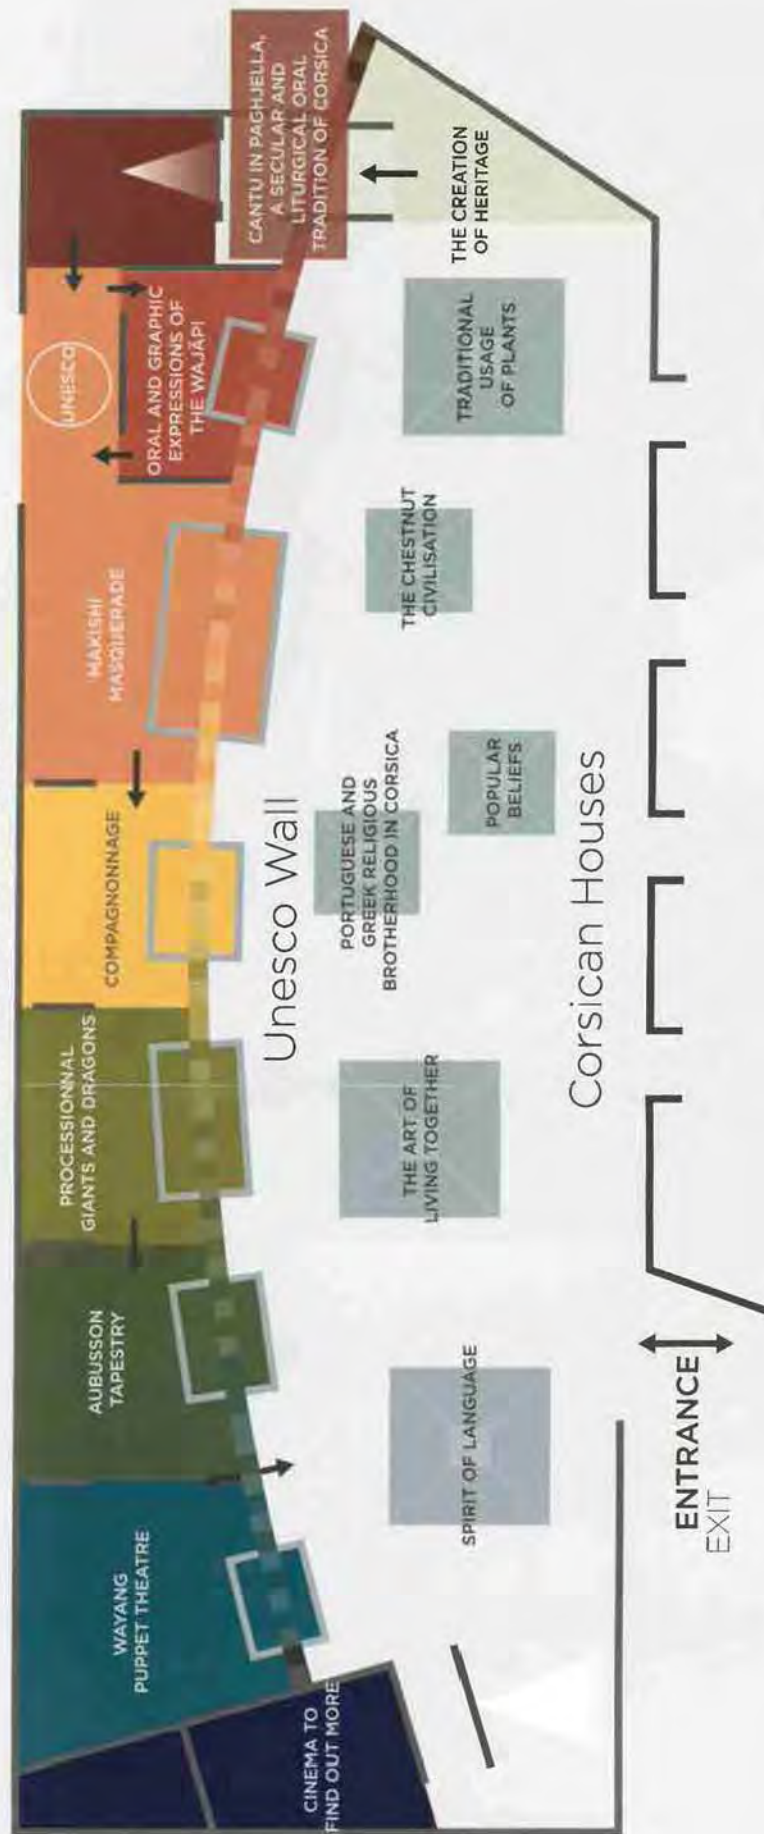 CINEMA TO
FIND OUT MORE
WAYANG
PUPPET THEATRE
AUBUSSON
TAPESTRY
PROCESSIONNAL
GIANTS AND DRAGONS
COMPAGNONNAGE
MAKISHI
MASQUERADE
UNESCO
ORAL AND GRAPHIC
EXPRESSIONS OF
THE WAJÃPI
CANTU IN PAGHJELLA,
A SECULAR AND
LITURGICAL ORAL
TRADITION OF CORSICA
THE CREATION
OF HERITAGE
Unesco Wall
TRADITIONAL
USAGE
OF PLANTS
THE CHESTNUT
CIVILISATION
PORTUGUESE AND
GREEK RELIGIOUS
BROTHERHOOD IN CORSICA
POPULAR
BELIEFS
THE ART OF
LIVING TOGETHER
SPIRIT OF LANGUAGE
Corsican Houses
ENTRANCE
EXIT